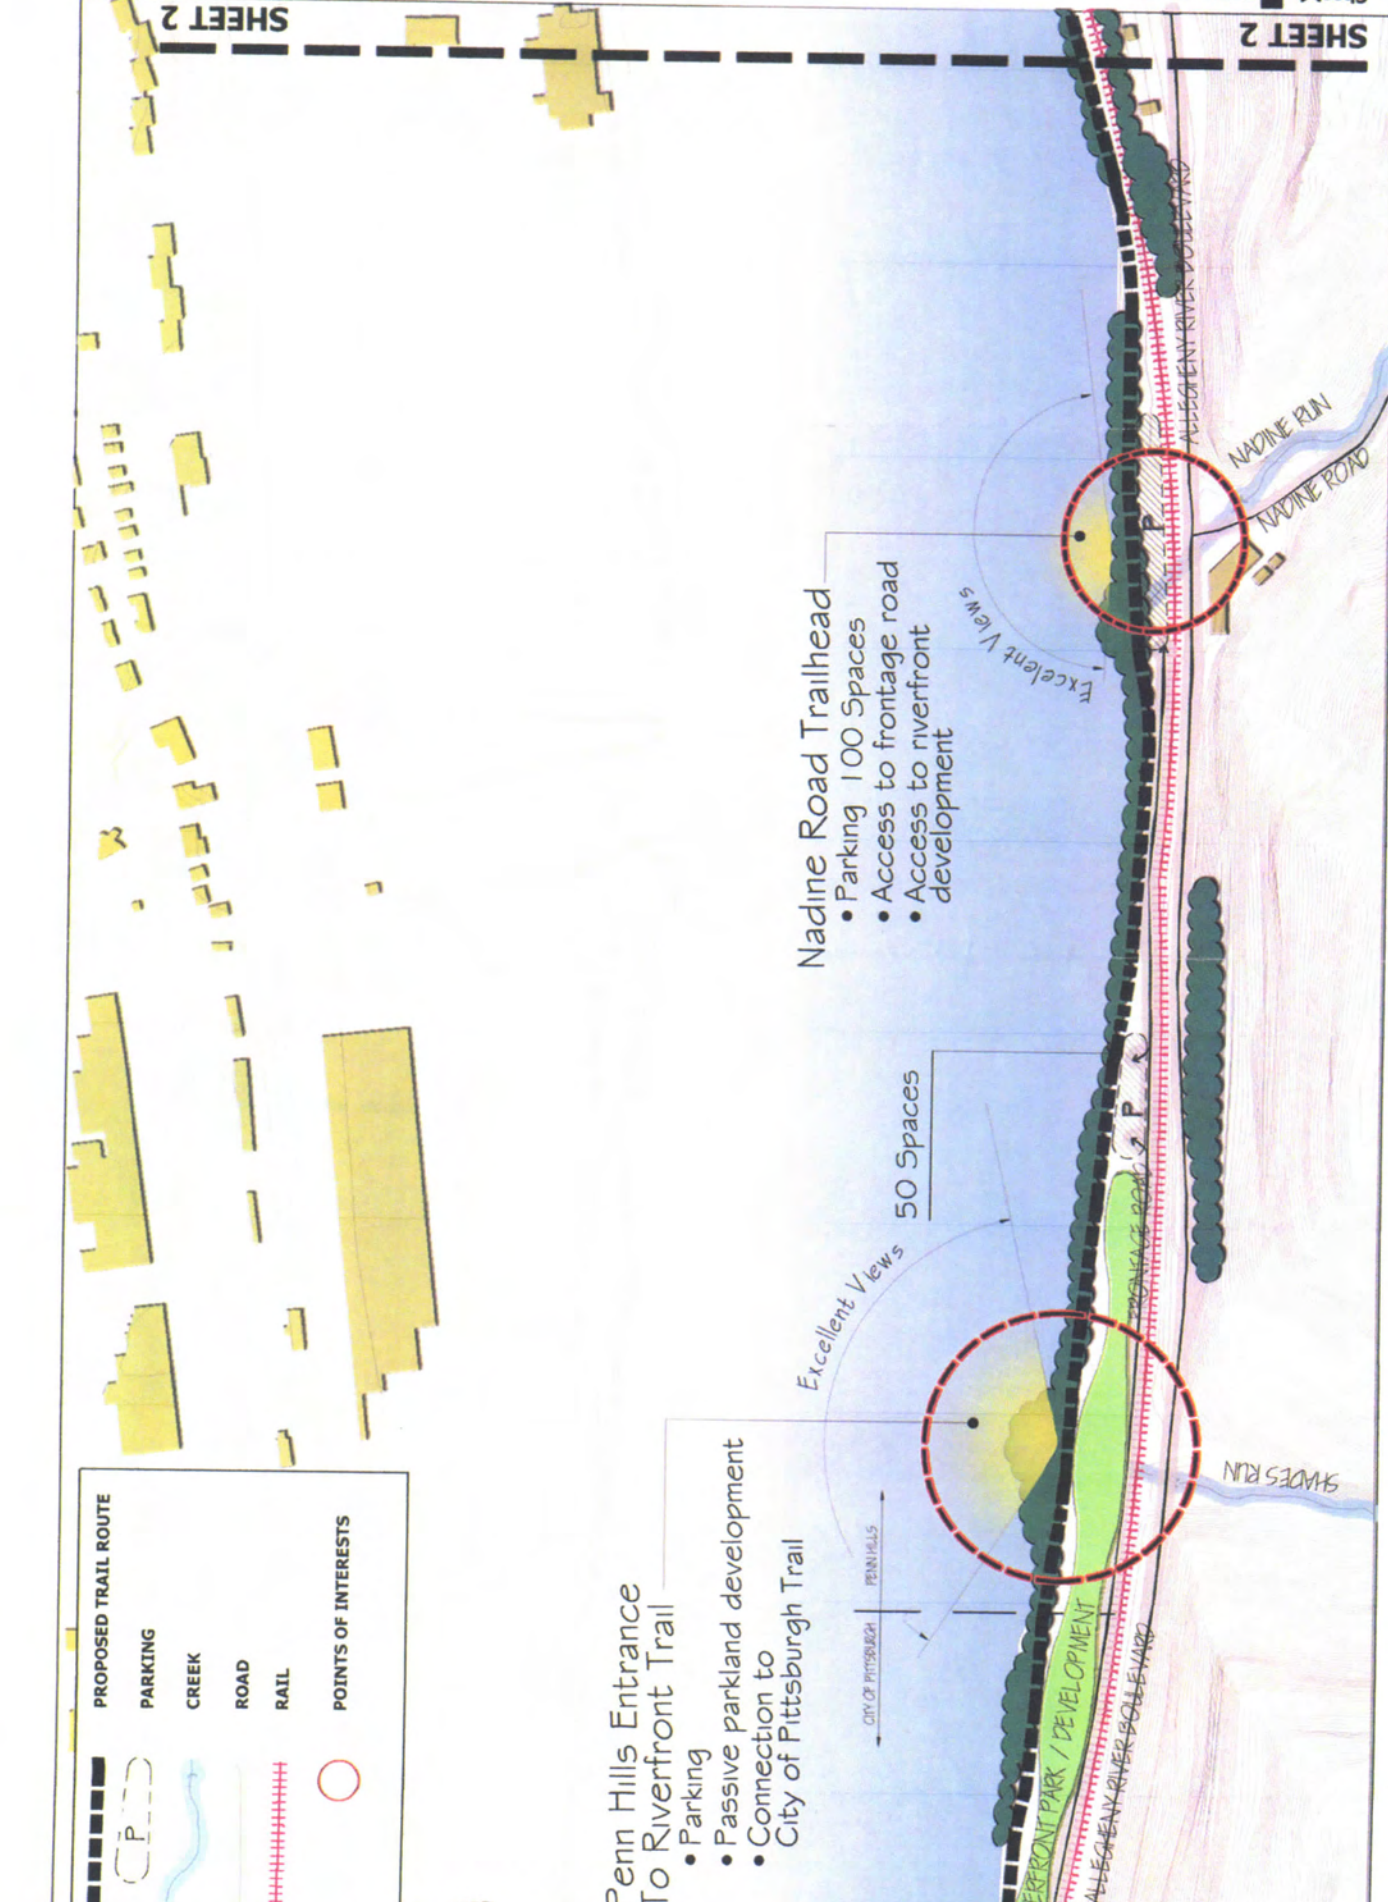 SHEET 2
SHEET 2
PROPOSED TRAIL ROUTE
PARKING
P
CREEK
ROAD
RAIL
POINTS OF INTERESTS
Penn Hills Entrance
To Riverfront Trail
• Parking
• Passive parkland development
• Connection to
City of Pittsburgh Trail
CITY OF PITTSBURGH
PENN HILLS
Excellent Views
50 Spaces
Nadine Road Trailhead
• Parking 100 Spaces
• Access to frontage road
• Access to riverfront
development
Excelent Views
ERFRONT PARK / DEVELOPMENT
ALLEGHENY RIVER BOULEVARD
FRONTAGE ROAD
P
SHADES RUN
P
ALLEGHENY RIVER BOULEVARD
NADINE RUN
NADINE ROAD